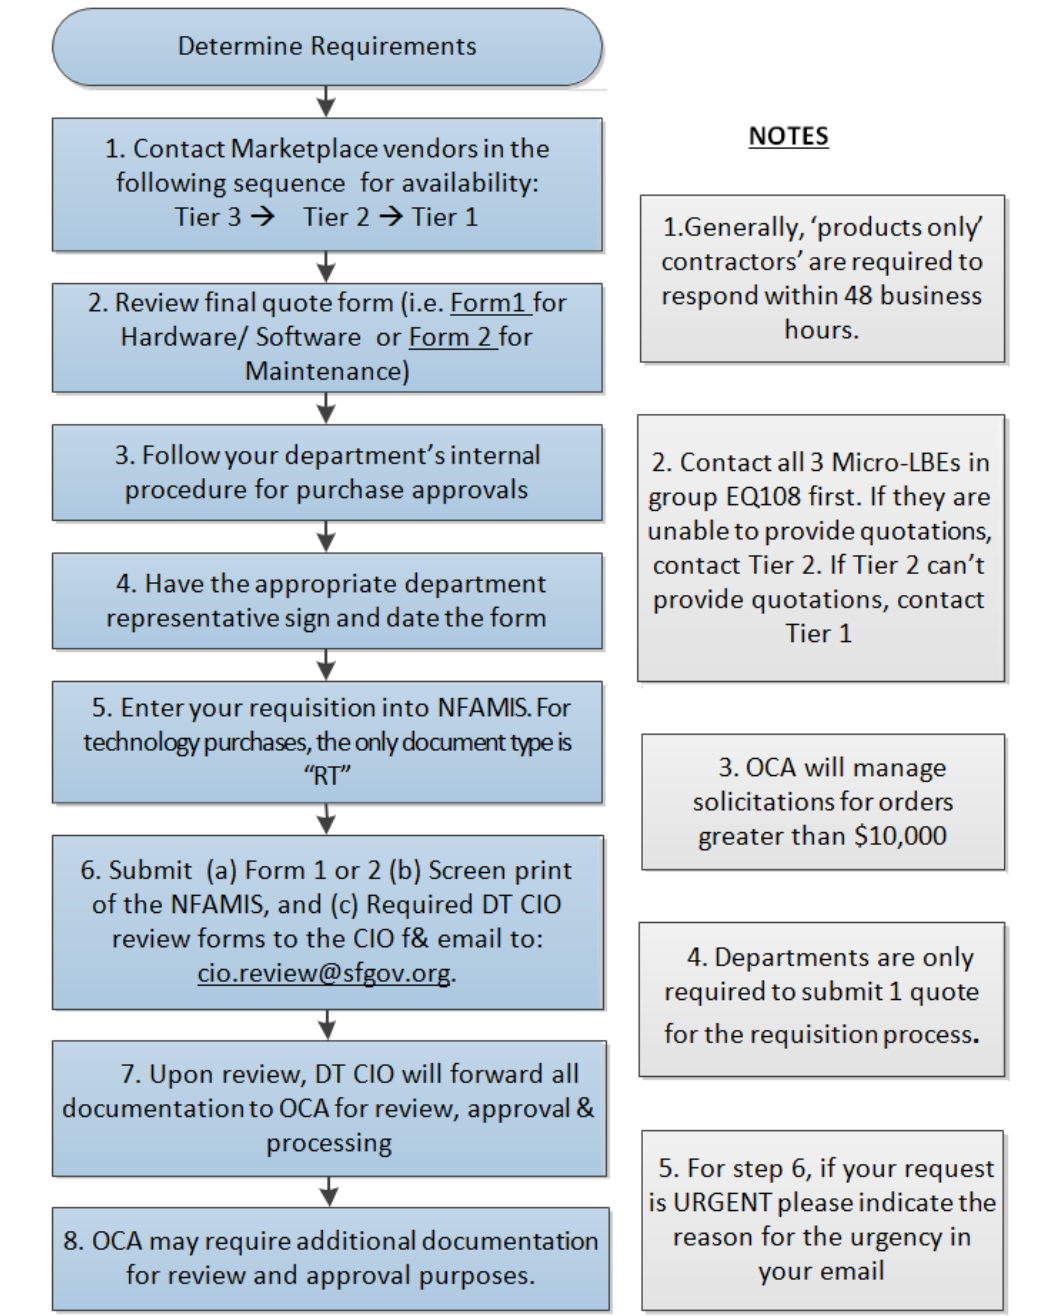 Determine Requirements
1. Contact Marketplace vendors in the
following sequence for availability:
Tier 3 → Tier 2 → Tier 1
2. Review final quote form (i.e. Form1 for
Hardware/ Software or Form 2 for
Maintenance)
3. Follow your department’s internal
procedure for purchase approvals
4. Have the appropriate department
representative sign and date the form
5. Enter your requisition into NFAMIS. For
technology purchases, the only document type is
“RT”
6. Submit (a) Form 1 or 2 (b) Screen print
of the NFAMIS, and (c) Required DT CIO
review forms to the CIO f& email to:
cio.review@sfgov.org.
7. Upon review, DT CIO will forward all
documentation to OCA for review, approval &
processing
8. OCA may require additional documentation
for review and approval purposes.
NOTES
1.Generally, ‘products only’
contractors’ are required to
respond within 48 business
hours.
2. Contact all 3 Micro-LBEs in
group EQ108 first. If they are
unable to provide quotations,
contact Tier 2. If Tier 2 can’t
provide quotations, contact
Tier 1
3. OCA will manage
solicitations for orders
greater than $10,000
4. Departments are only
required to submit 1 quote
for the requisition process.
5. For step 6, if your request
is URGENT please indicate the
reason for the urgency in
your email